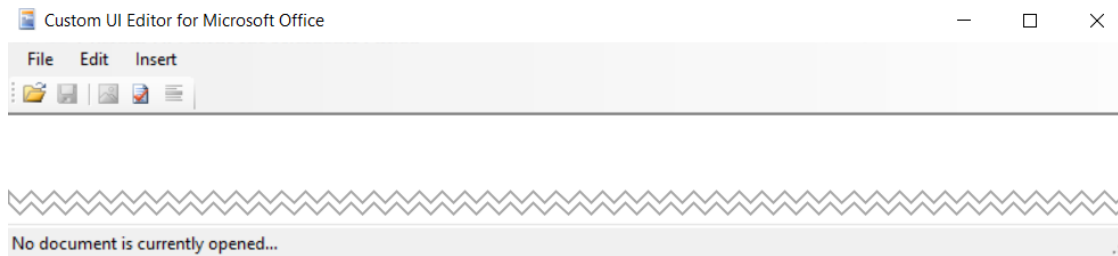 Custom UI Editor for Microsoft Office
File Edit Insert
No document is currently opened...